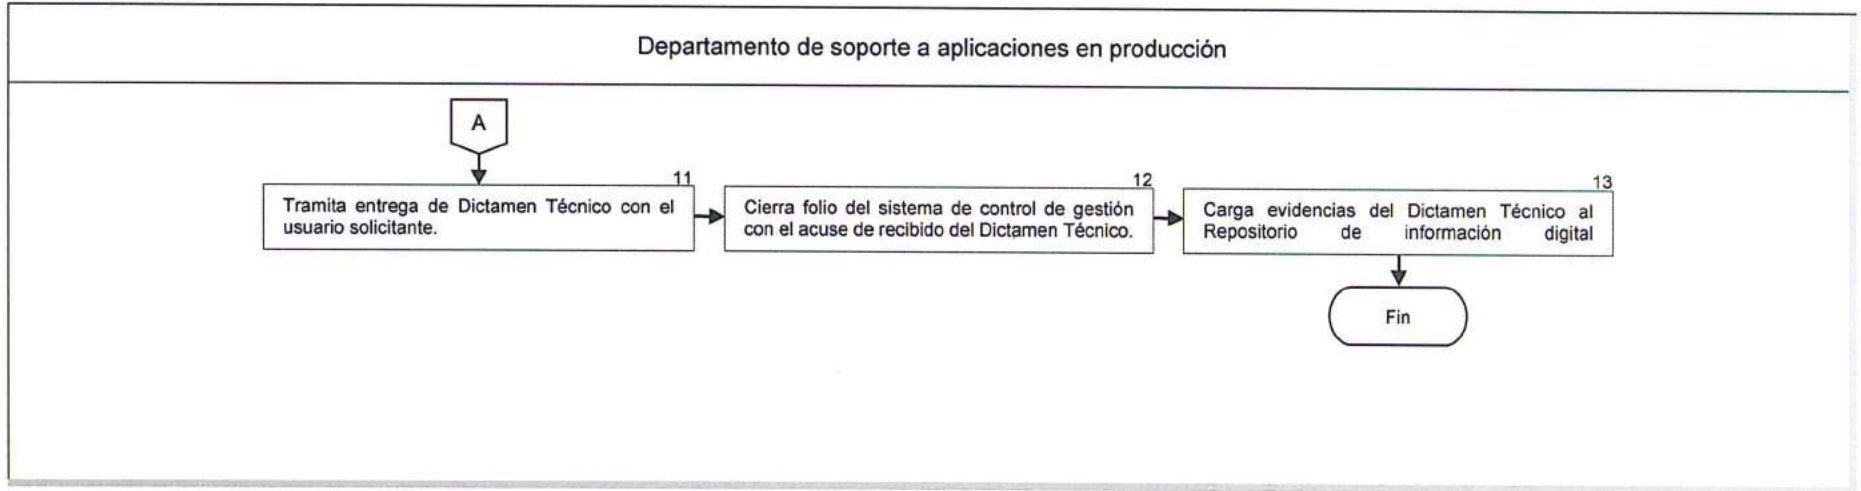 Departamento de soporte a aplicaciones en producción
A
11
Tramita entrega de Dictamen Técnico con el
usuario solicitante.
12
Cierra folio del sistema de control de gestión
con el acuse de recibido del Dictamen Técnico.
13
Carga evidencias del Dictamen Técnico al
Repositorio de información digital
Fin